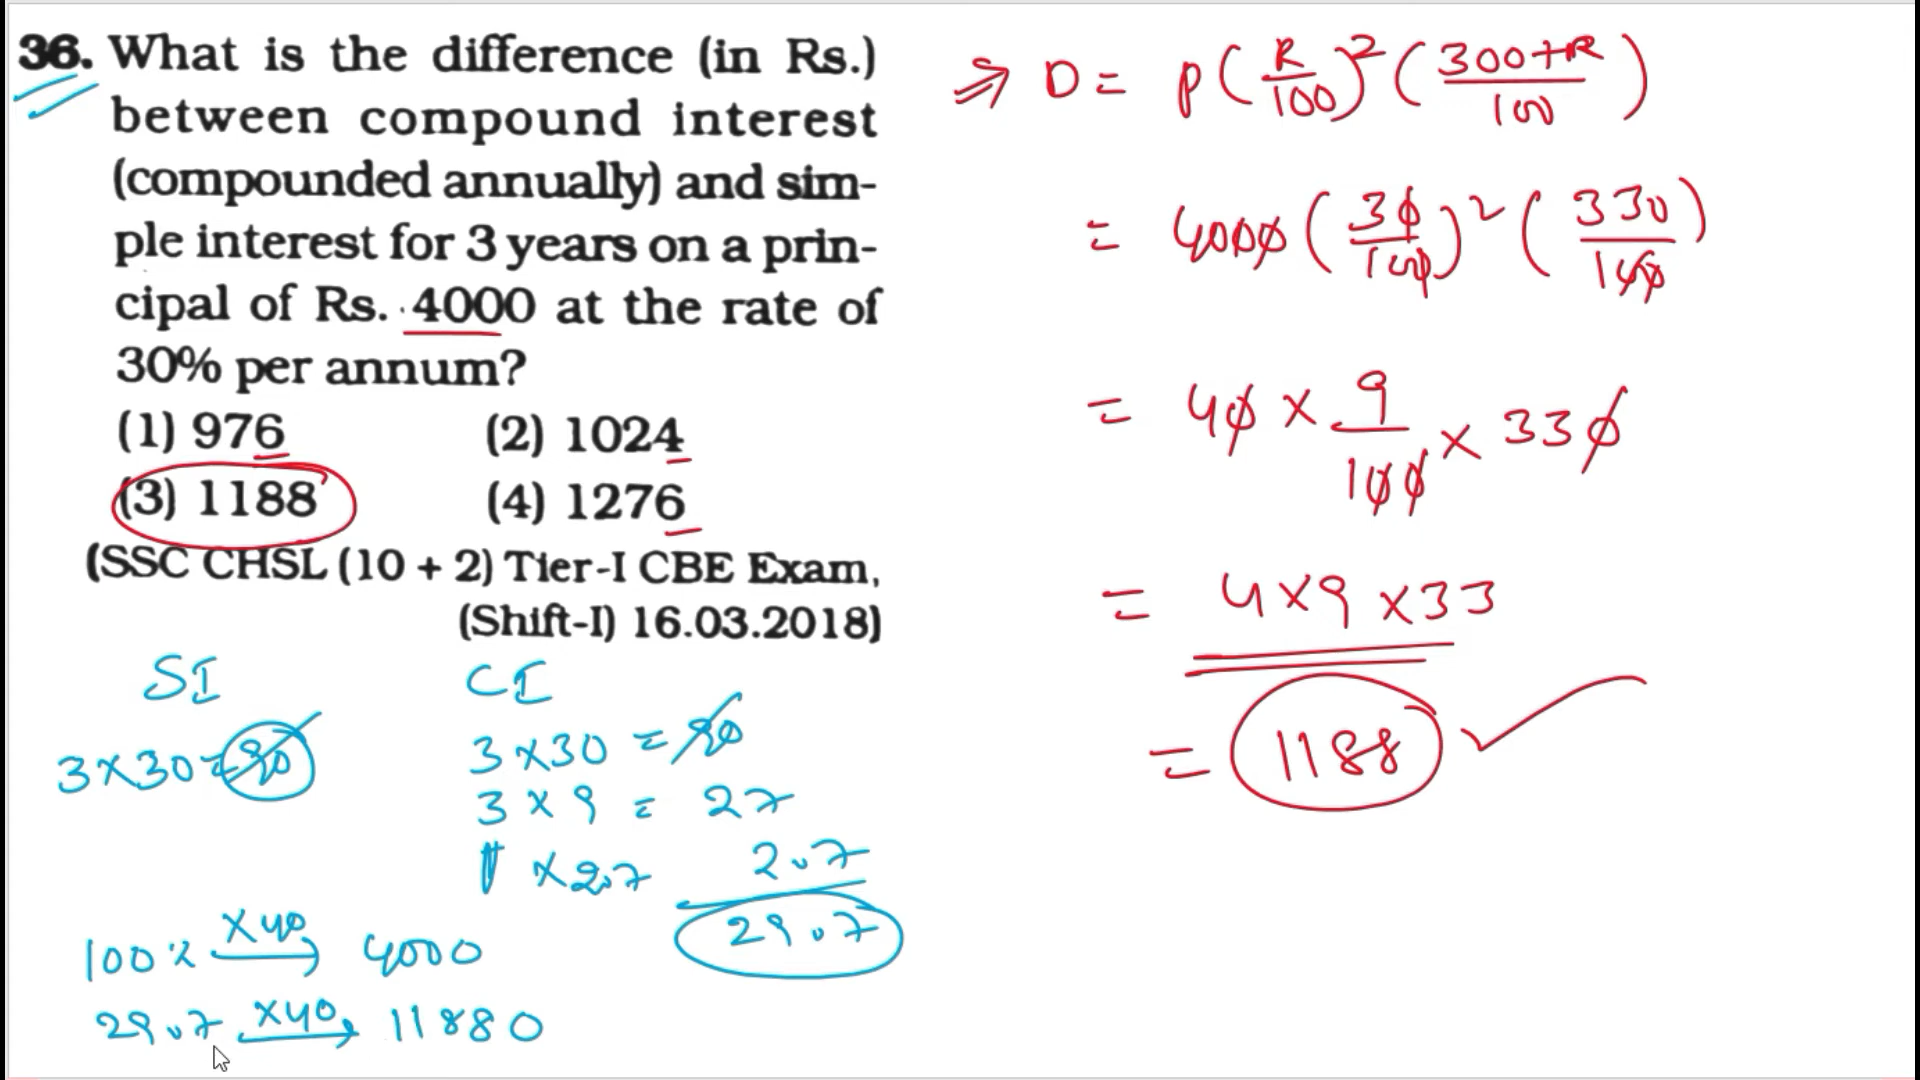 36. What is the difference (in Rs.)
between compound interest
(compounded annually) and sim-
ple interest for 3 years on a prin-
cipal of Rs. 4000 at the rate of
30% per annum?
(1) 976 (2) 1024
(3) 1188 (4) 1276
(SSC CHSL (10 + 2) Tier-I CBE Exam,
(Shift-I) 16.03.2018)
SI CI
3×30 = 90 3×30 = 90
3×9 = 27
1 ×2.7 2.7
29.7
100% ×40 4000
29.7 ×40 11880
⇒ D = P(R/100)²(300+R/100)
= 4000(30/100)²(330/100)
= 40 × 9/100 × 330
= 4×9×33
= 1188